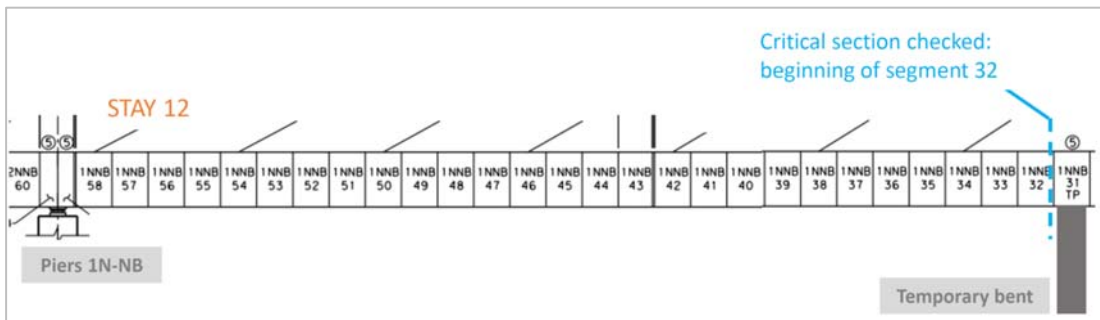 Critical section checked:
beginning of segment 32
STAY 12
5 5
5
2NNB
60
1NNB
58
1NNB
57
1NNB
56
1NNB
55
1NNB
54
1NNB
53
1NNB
52
1NNB
51
1NNB
50
1NNB
49
1NNB
48
1NNB
47
1NNB
46
1NNB
45
1NNB
44
1NNB
43
1NNB
42
1NNB
41
1NNB
40
1NNB
39
1NNB
38
1NNB
37
1NNB
36
1NNB
35
1NNB
34
1NNB
33
1NNB
32
1NNB
31
TP
Piers 1N-NB
Temporary bent